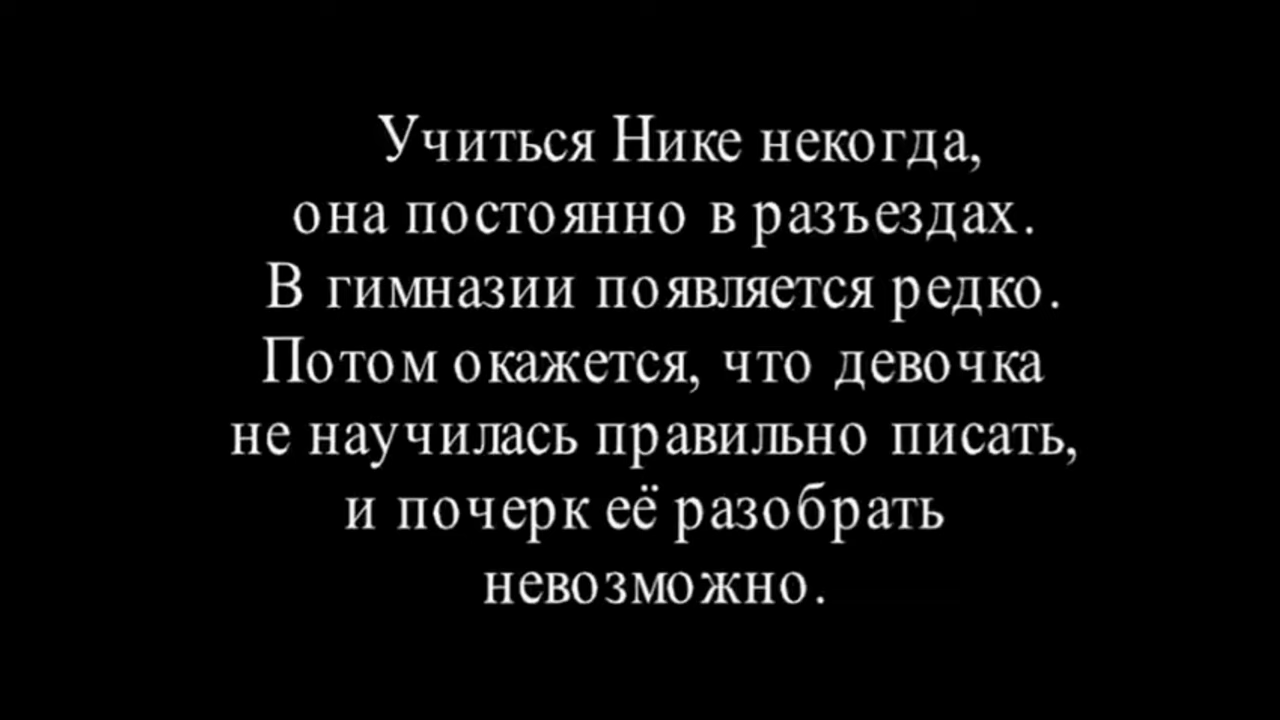 Учиться Нике некогда,
она постоянно в разъездах.
В гимназии появляется редко.
Потом окажется, что девочка
не научилась правильно писать,
и почерк её разобрать
невозможно.